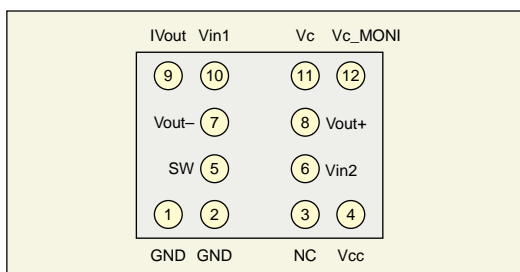 IVout Vin1 Vc Vc_MONI
9 10 11 12
Vout– 7 8 Vout+
SW 5 6 Vin2
1 2 3 4
GND GND NC Vcc